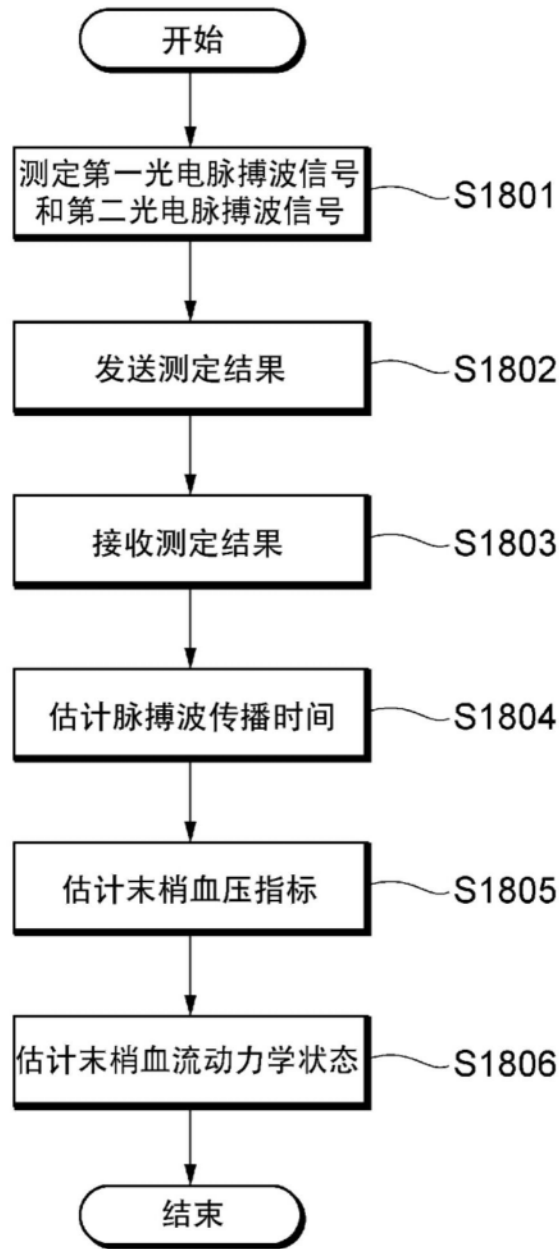 开始
测定第一光电脉搏波信号
和第二光电脉搏波信号
S1801
发送测定结果
S1802
接收测定结果
S1803
估计脉搏波传播时间
S1804
估计末梢血压指标
S1805
估计末梢血流动力学状态
S1806
结束